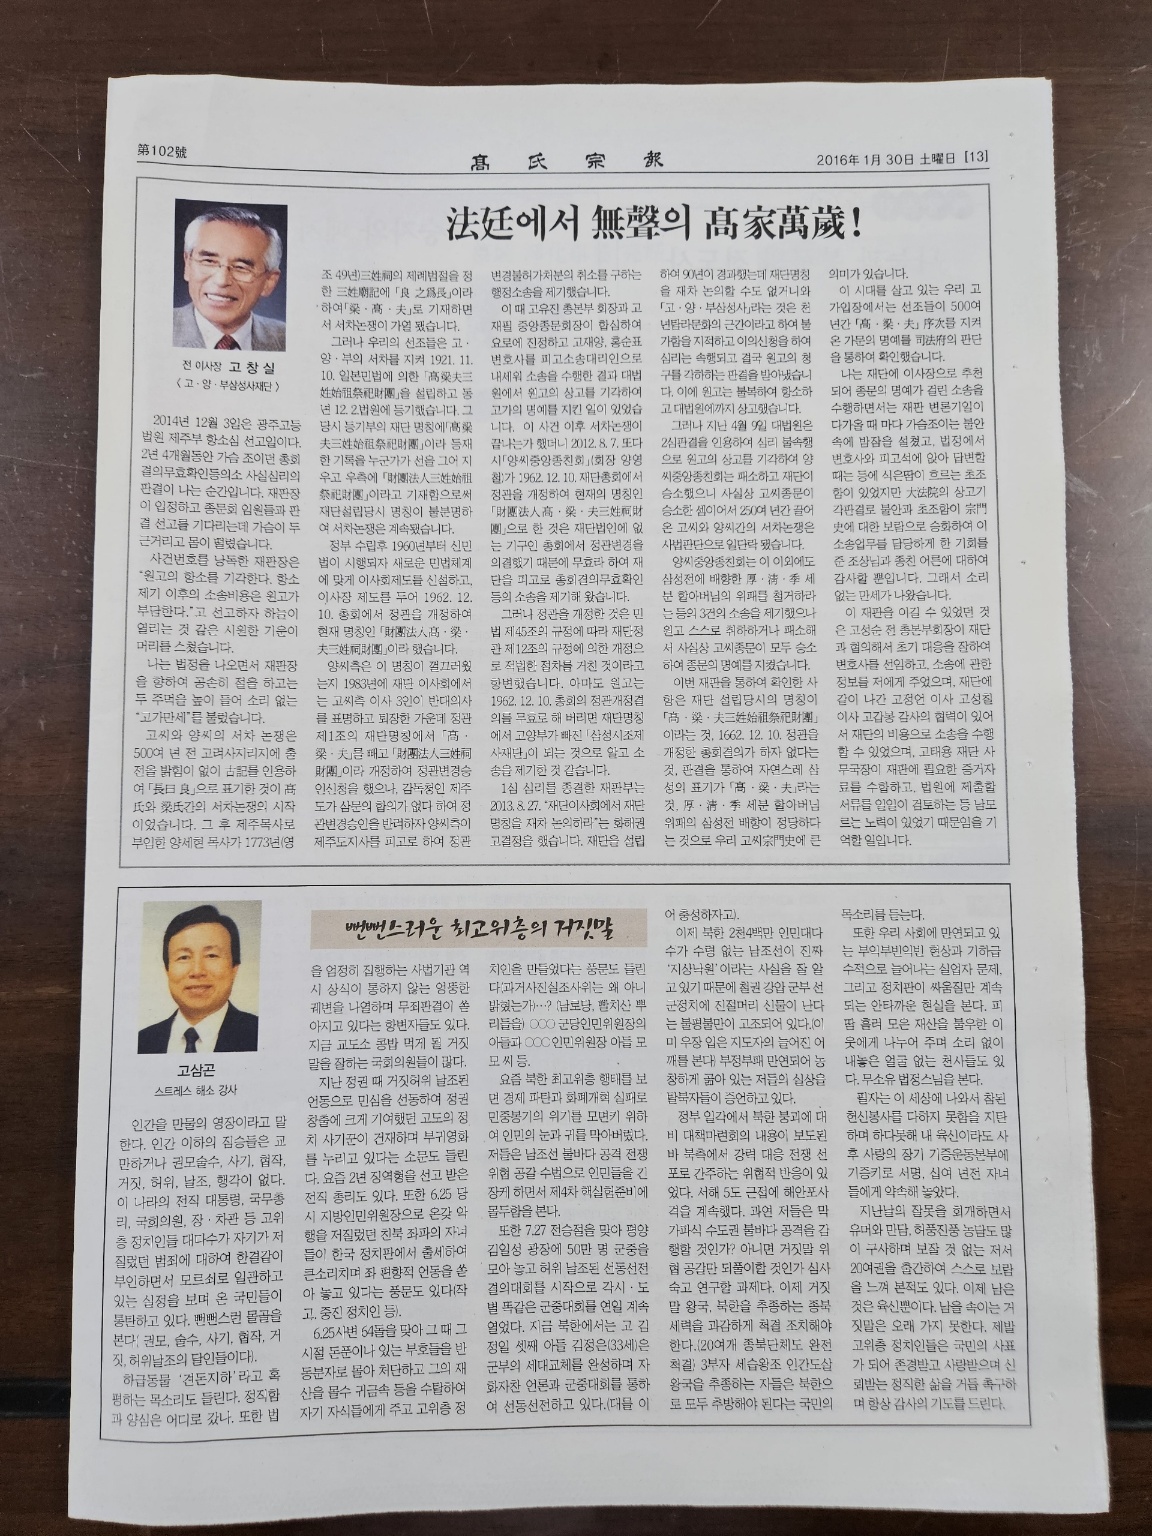 第102號
高氏宗報
2016年 1月 30日 土曜日 [13]
法廷에서 無聲의 高家萬歲!
전 이사장 고창실
〈고·양·부삼성사재단〉
2014년 12월 3일은 광주고등
법원 제주부 항소심 선고일이다.
2년 4개월동안 가슴 조이던 총회
결의무효확인등의소 사실심리의
판결이 나는 순간입니다. 재판장
이 입정하고 종문회 임원들과 판
결 선고를 기다리는데 가슴이 두
근거리고 몸이 떨렸습니다.
사건번호를 낭독한 재판장은
"원고의 항소를 기각한다. 항소
제기 이후의 소송비용은 원고가
부담한다."고 선고하자 하늘이
열리는 것 같은 시원한 기운이
머리를 스쳤습니다.
나는 법정을 나오면서 재판장
을 향하여 공손히 절을 하고는
두 주먹을 높이 들어 소리 없는
"고가만세"를 불렀습니다.
고씨와 양씨의 서차 논쟁은
500여 년 전 고려사지리지에 출
전을 밝힘이 없이 古記를 인용하
여 「長曰良」으로 표기한 것이 高
氏와 梁氏간의 서차논쟁의 시작
이었습니다. 그 후 제주목사로
부임한 양세현 목사가 1773년(영
조 49년)三姓祠의 제례법절을 정
한 三姓廟記에 「良 之爲長」이라
하여 「梁·高·夫」로 기재하면
서 서차논쟁이 가열 됐습니다.
그러나 우리의 선조들은 고·
양·부의 서차를 지켜 1921. 11.
10. 일본민법에 의한 「高梁夫三
姓始祖祭祀財團」을 설립하고 동
년 12. 2.법원에 등기했습니다. 그
당시 등기부의 재단 명칭에「高梁
夫三姓始祖祭祀財團」이라 등재
한 기록을 누군가가 선을 그어 지
우고 우측에 「財團法人三姓始祖
祭祀財團」이라고 기재함으로써
재단설립당시 명칭이 불분명하
여 서차논쟁은 계속됐습니다.
정부 수립후 1960년부터 신민
법이 시행되자 새로운 민법체계
에 맞게 이사회제도를 신설하고,
이사장 제도를 두어 1962. 12.
10. 총회에서 정관을 개정하여
현재 명칭인 「財團法人高·梁·
夫三姓祠財團」이라 했습니다.
양씨측은 이 명칭이 껄끄러웠
는지 1983년에 재단 이사회에서
는 고씨측 이사 3인이 반대의사
를 표명하고 퇴장한 가운데 정관
제1조의 재단명칭에서 「高·
梁·夫」를 빼고 「財團法人三姓祠
財團」이라 개정하여 정관변경승
인신청을 했으나, 감독청인 제주
도가 삼문의 합의가 없다 하여 정
관변경승인을 반려하자 양씨측이
제주도지사를 피고로 하여 정관
변경불허가처분의 취소를 구하는
행정소송을 제기했습니다.
이 때 고유진 총본부 회장과 고
재필 중앙종문회장이 합심하여
요로에 진정하고 고재양, 홍순표
변호사를 피고소송대리인으로
내세워 소송을 수행한 결과 대법
원에서 원고의 상고를 기각하여
고가의 명예를 지킨 일이 있었습
니다. 이 사건 이후 서차논쟁이
끝나는가 했더니 2012. 8. 7. 또다
시「양씨중앙종친회」(회장 양영
철)가 1962. 12. 10. 재단총회에서
정관을 개정하여 현재의 명칭인
「財團法人高·梁·夫三姓祠財
團」으로 한 것은 재단법인에 없
는 기구인 총회에서 정관변경을
의결했기 때문에 무효라 하여 재
단을 피고로 총회결의무효확인
등의 소송을 제기해 왔습니다.
그러나 정관을 개정한 것은 민
법 제45조의 규정에 따라 재단정
관 제12조의 규정에 의한 개정으
로 적법한 절차를 거친 것이라고
항변했습니다. 아마도 원고는
1962. 12. 10. 총회의 정관개정결
의를 무효로 해 버리면 재단명칭
에서 고양부가 빠진 「삼성시조제
사재단」이 되는 것으로 알고 소
송을 제기한 것 같습니다.
1심 심리를 종결한 재판부는
2013. 8. 27. "재단이사회에서 재단
명칭을 재차 논의하라"는 화해권
고결정을 했습니다. 재단을 설립
하여 90년이 경과했는데 재단명칭
을 재차 논의할 수도 없거니와
「고·양·부삼성사」라는 것은 천
년탐라문화의 근간이라고 하여 불
가함을 지적하고 이의신청을 하여
심리는 속행되고 결국 원고의 청
구를 각하하는 판결을 받아냈습니
다. 이에 원고는 불복하여 항소하
고 대법원에까지 상고했습니다.
그러나 지난 4월 9일 대법원은
2심판결을 인용하여 심리 불속행
으로 원고의 상고를 기각하여 양
씨중앙종친회는 패소하고 재단이
승소했으니 사실상 고씨종문이
승소한 셈이어서 250여 년간 끌어
온 고씨와 양씨간의 서차논쟁은
사법판단으로 일단락 됐습니다.
양씨중앙종친회는 이 이외에도
삼성전에 배향한 厚·淸·季 세
분 할아버님의 위패를 철거하라
는 등의 3건의 소송을 제기했으나
원고 스스로 취하하거나 패소해
서 사실상 고씨종문이 모두 승소
하여 종문의 명예를 지켰습니다.
이번 재판을 통하여 확인한 사
항은 재단 설립당시의 명칭이
「高·梁·夫三姓始祖祭祀財團」
이라는 것, 1662. 12. 10. 정관을
개정한 총회결의가 하자 없다는
것, 판결을 통하여 자연스레 삼
성의 표기가 「高·梁·夫」라는
것, 厚·淸·季 세분 할아버님
위패의 삼성전 배향이 정당하다
는 것으로 우리 고씨宗門史에 큰
의미가 있습니다.
이 시대를 살고 있는 우리 고
가입장에서는 선조들이 500여
년간 「高·梁·夫」序次를 지켜
온 가문의 명예를 司法府의 판단
을 통하여 확인했습니다.
나는 재단에 이사장으로 추천
되어 종문의 명예가 걸린 소송을
수행하면서는 재판 변론기일이
다가올 때 마다 가슴조이는 불안
속에 밤잠을 설쳤고, 법정에서
변호사와 피고석에 앉아 답변할
때는 등에 식은땀이 흐르는 초조
함이 있었지만 大法院의 상고기
각판결로 불안과 초조함이 宗門
史에 대한 보람으로 승화하여 이
소송업무를 담당하게 한 기회를
준 조상님과 종친 어른에 대하여
감사할 뿐입니다. 그래서 소리
없는 만세가 나왔습니다.
이 재판을 이길 수 있었던 것
은 고성순 전 총본부회장이 재단
과 협의해서 초기 대응을 잘하여
변호사를 선임하고, 소송에 관한
정보를 저에게 주었으며, 재단에
같이 나간 고정언 이사 고성칠
이사 고갑봉 감사의 협력이 있어
서 재단의 비용으로 소송을 수행
할 수 있었으며, 고태용 재단 사
무국장이 재판에 필요한 증거자
료를 수합하고, 법원에 제출할
서류를 일일이 검토하는 등 남모
르는 노력이 있었기 때문임을 기
억할 일입니다.
뻔뻔스러운 최고위층의 거짓말
고삼곤
스트레스 해소 강사
인간을 만물의 영장이라고 말
한다. 인간 이하의 짐승들은 교
만하거나 권모술수, 사기, 협작,
거짓, 허위, 날조, 행각이 없다.
이 나라의 전직 대통령, 국무총
리, 국회의원, 장·차관 등 고위
층 정치인들 대다수가 자기가 저
질렀던 범죄에 대하여 한결같이
부인하면서 모르쇠로 일관하고
있는 실정을 보며 온 국민들이
통탄하고 있다. 뻔뻔스런 몰골을
본다( 권모, 술수, 사기, 협작, 거
짓, 허위날조의 달인들이다).
하급동물 '견돈지하'라고 혹
평하는 목소리도 들린다. 정직함
과 양심은 어디로 갔나. 또한 법
을 엄정히 집행하는 사법기관 역
시 상식이 통하지 않는 엄뚱한
궤변을 나열하며 무죄판결이 쏟
아지고 있다는 항변자들도 있다.
지금 교도소 콩밥 먹게 될 거짓
말을 잘하는 국회의원들이 많다.
지난 정권 때 거짓허위 날조된
언동으로 민심을 선동하여 정권
창출에 크게 기여했던 고도의 정
치 사기꾼이 건재하며 부귀영화
를 누리고 있다는 소문도 들린
다. 요즘 2년 징역형을 선고 받은
전직 총리도 있다. 또한 6.25 당
시 지방인민위원장으로 온갖 악
행을 저질렀던 친북 좌파의 자녀
들이 한국 정치판에서 출세하여
큰소리치며 좌 편향적 언동을 쏟
아 놓고 있다는 풍문도 있다(작
고, 중진 정치인 등).
6.25사변 64돌을 맞아 그 때 그
시절 돈푼이나 있는 부호들을 반
동분자로 몰아 처단하고 그의 재
산을 몰수 귀금속 등을 수탈하여
자기 자식들에게 주고 고위층 정
치인을 만들었다는 풍문도 들린
다(과거사진실조사위는 왜 아니
밝혔는가)…? (남로당, 빨치산 뿌
리들을) ○○○ 군당인민위원장의
아들과 ○○○인민위원장 아들 모
모 씨 등.
요즘 북한 최고위층 행태를 보
면 경제 파탄과 화폐개혁 실패로
민중봉기의 위기를 모면키 위하
여 인민의 눈과 귀를 막아버렸다.
저들은 남조선 불바다 공격 전쟁
위협 공갈 수법으로 인민들을 긴
장케 하면서 제4차 핵실험준비에
몰두함을 본다.
또한 7.27 전승절을 맞아 평양
김일성 광장에 50만 명 군중을
모아 놓고 허위 날조된 선동선전
결의대회를 시작으로 각시·도
별 똑같은 군중대회를 연일 계속
열었다. 지금 북한에서는 고 김
정일 셋째 아들 김정은(33세)은
군부의 세대교체를 완성하며 자
화자찬 언론과 군중대회를 통하
여 선동선전하고 있다.(대를 이
어 충성하자고).
이제 북한 2천4백만 인민대다
수가 수령 없는 남조선이 진짜
'지상낙원'이라는 사실을 잘 알
고 있기 때문에 철권 강압 군부 선
군정치에 진절머리 신물이 난다
는 불평불만이 고조되어 있다.(이
미 우장 입은 지도자의 늘어진 어
깨를 본다) 부정부패 만연되어 농
창하게 곪아 있는 저들의 실상을
탈북자들이 증언하고 있다.
정부 일각에서 북한 붕괴에 대
비 대책마련회의 내용이 보도된
바 북측에서 강력 대응 전쟁 선
포로 간주하는 위협적 반응이 있
었다. 서해 5도 근접에 해안포사
격을 계속했다. 과연 저들은 막
가파식 수도권 불바다 공격을 감
행할 것인가? 아니면 거짓말 위
협 공간만 되풀이할 것인가 심사
숙고 연구할 과제다. 이제 거짓
말 왕국, 북한을 추종하는 종북
세력을 과감하게 척결 조치해야
한다.(20여개 종북단체도 완전
척결) 3부자 세습왕조 인간도살
왕국을 추종하는 자들은 북한으
로 모두 추방해야 된다는 국민의
목소리를 듣는다.
또한 우리 사회에 만연되고 있
는 부익부빈익빈 현상과 기하급
수적으로 늘어나는 실업자 문제,
그리고 정치판이 싸움질만 계속
되는 안타까운 현실을 본다. 피
땀 흘러 모은 재산을 불우한 이
웃에게 나누어 주며 소리 없이
내놓은 얼굴 없는 천사들도 있
다. 무소유 법정스님을 본다.
필자는 이 세상에 나와서 참된
헌신봉사를 다하지 못함을 지탄
하며 하다못해 내 육신이라도 사
후 사랑의 장기 기증운동본부에
기증키로 서명, 십여 년전 자녀
들에게 약속해 놓았다.
지난날의 잘못을 회개하면서
유머와 만담, 허풍진풍 농담도 많
이 구사하며 보잘 것 없는 저서
20여권을 출간하여 스스로 보람
을 느껴 본적도 있다. 이제 남은
것은 육신뿐이다. 남을 속이는 거
짓말은 오래 가지 못한다. 제발
고위층 정치인들은 국민의 사표
가 되어 존경받고 사랑받으며 신
뢰받는 정직한 삶을 거듭 촉구하
며 항상 감사의 기도를 드린다.